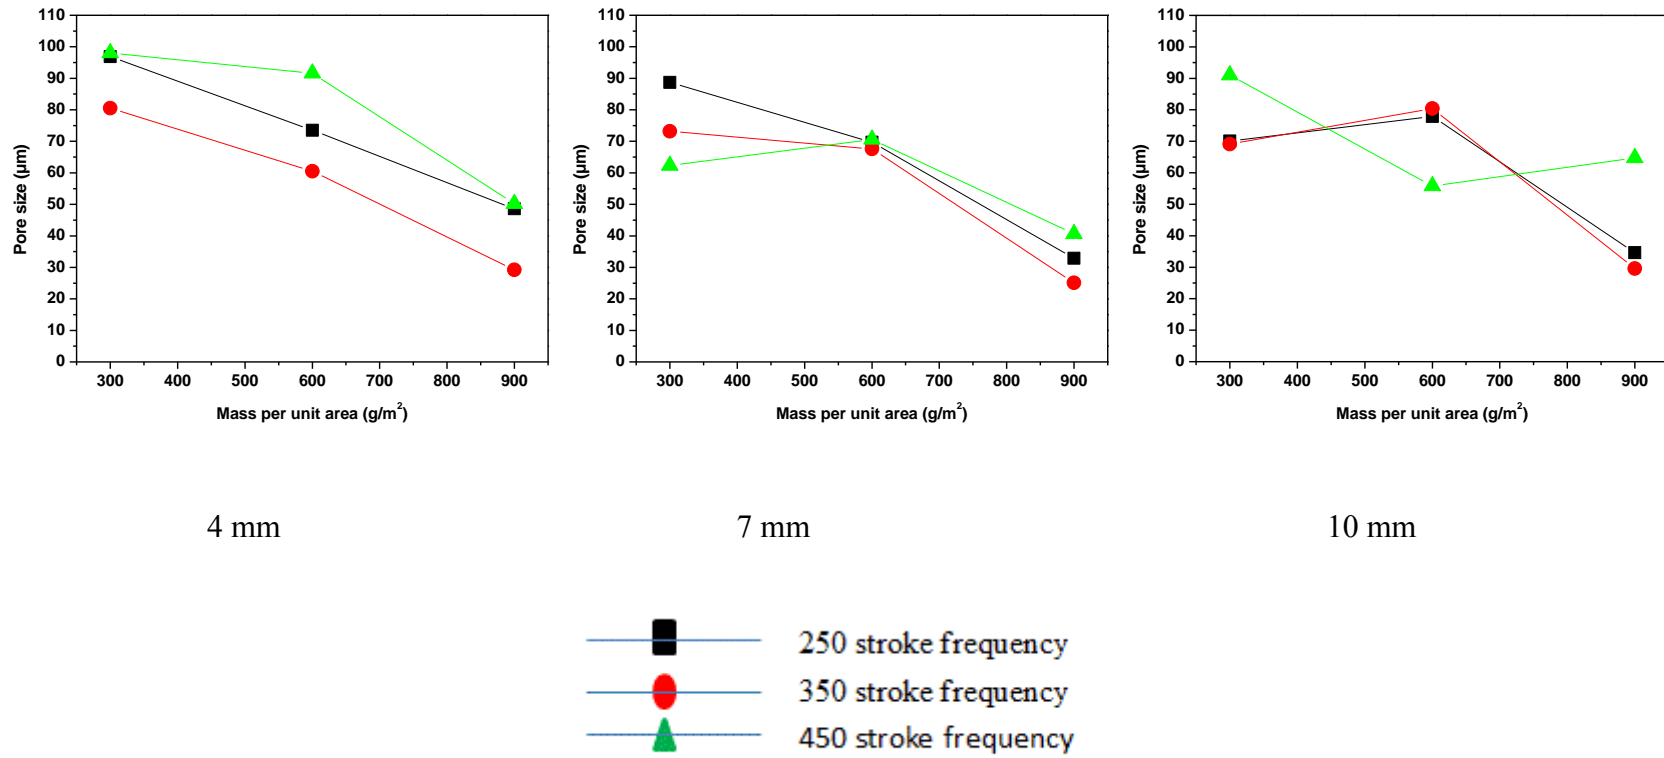 110
100
90
80
70
60
50
40
30
20
10
0
Pore size (µm)
300 400 500 600 700 800 900
Mass per unit area (g/m²)
110
100
90
80
70
60
50
40
30
20
10
0
Pore size (µm)
300 400 500 600 700 800 900
Mass per unit area (g/m²)
110
100
90
80
70
60
50
40
30
20
10
0
Pore size (µm)
300 400 500 600 700 800 900
Mass per unit area (g/m²)
4 mm
7 mm
10 mm
250 stroke frequency
350 stroke frequency
450 stroke frequency